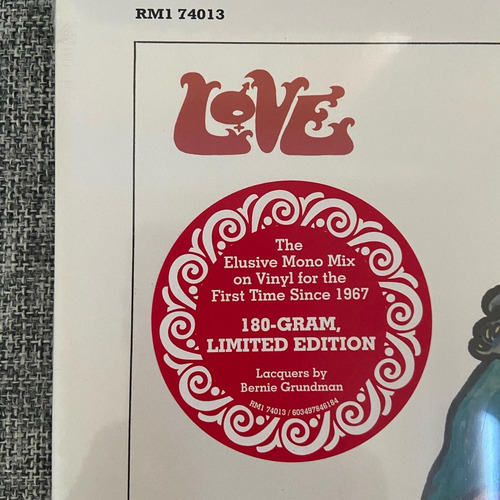 RM1 74013
LOVE
The
Elusive Mono Mix
on Vinyl for the
First Time Since 1967
180-GRAM,
LIMITED EDITION
Lacquers by
Bernie Grundman
RM1 74013 / 603497846184